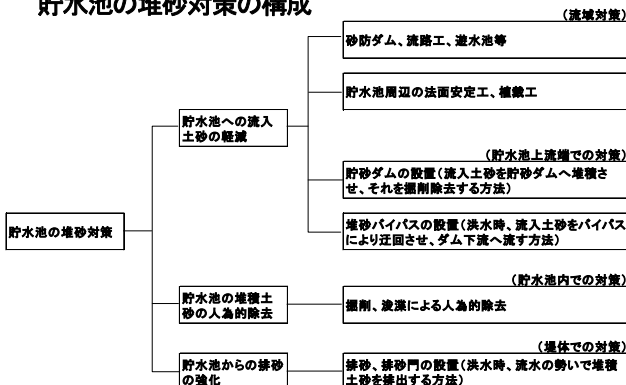 貯水池の堆砂対策の構成
(流域対策)
砂防ダム、流路工、遊水池等
貯水池周辺の法面安定工、植栽工
貯水池への流入
土砂の軽減
(貯水池上流端での対策)
貯砂ダムの設置(流入土砂を貯砂ダムへ堆積さ
せ、それを掘削除去する方法)
貯水池の堆砂対策
堆砂バイパスの設置(洪水時、流入土砂をバイパス
により迂回させ、ダム下流へ流す方法)
(貯水池内での対策)
貯水池の堆積土
砂の人為的除去
掘削、浚渫による人為的除去
(堤体での対策)
貯水池からの排砂
の強化
排砂、排砂門の設置(洪水時、流水の勢いで堆積
土砂を排出する方法)